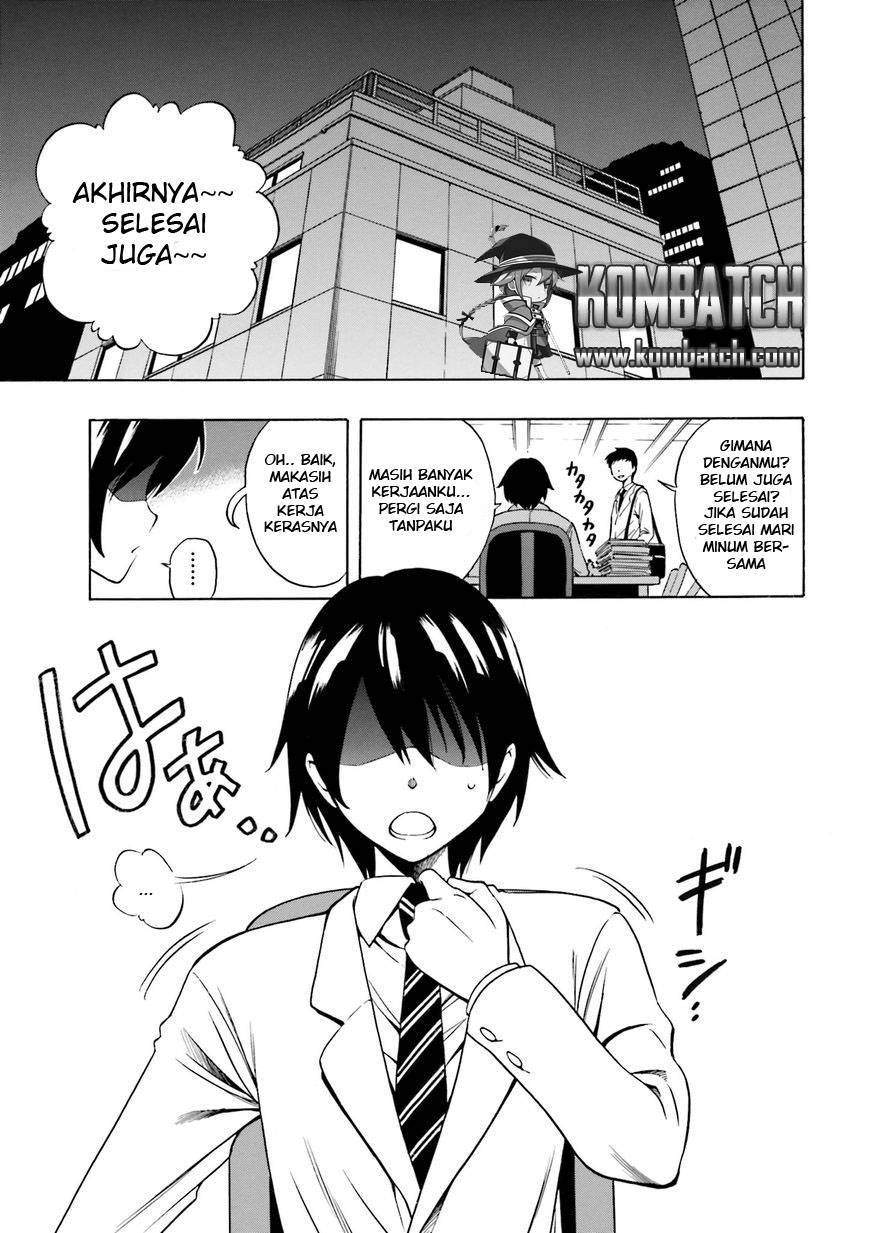 AKHIRNYA~~
SELESAI
JUGA~~
KOMBATCH
www.kombatch.com
GIMANA
DENGANMU?
BELUM JUGA
SELESAI?
JIKA SUDAH
SELESAI MARI
MINUM BER-
SAMA
カタ
カタ
カタ
MASIH BANYAK
KERJAANKU...
PERGI SAJA
TANPAKU
OH.. BAIK,
MAKASIH
ATAS
KERJA
KERASNYA
......
はぁ..
...
ギシ...